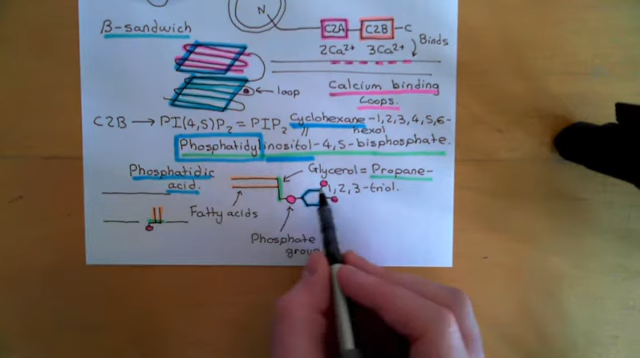 β-sandwich
N
C2A
C2B
C
2Ca²⁺
3Ca²⁺
Binds
loop
Calcium binding
loops.
C2B → PI(4,5)P₂ = PIP₂
Cyclohexane-1,2,3,4,5,6-
hexol
Phosphatidylinositol-4,5-bisphosphate.
Phosphatidic
acid.
Glycerol = Propane-
1,2,3-triol.
Fatty acids
Phosphate
group